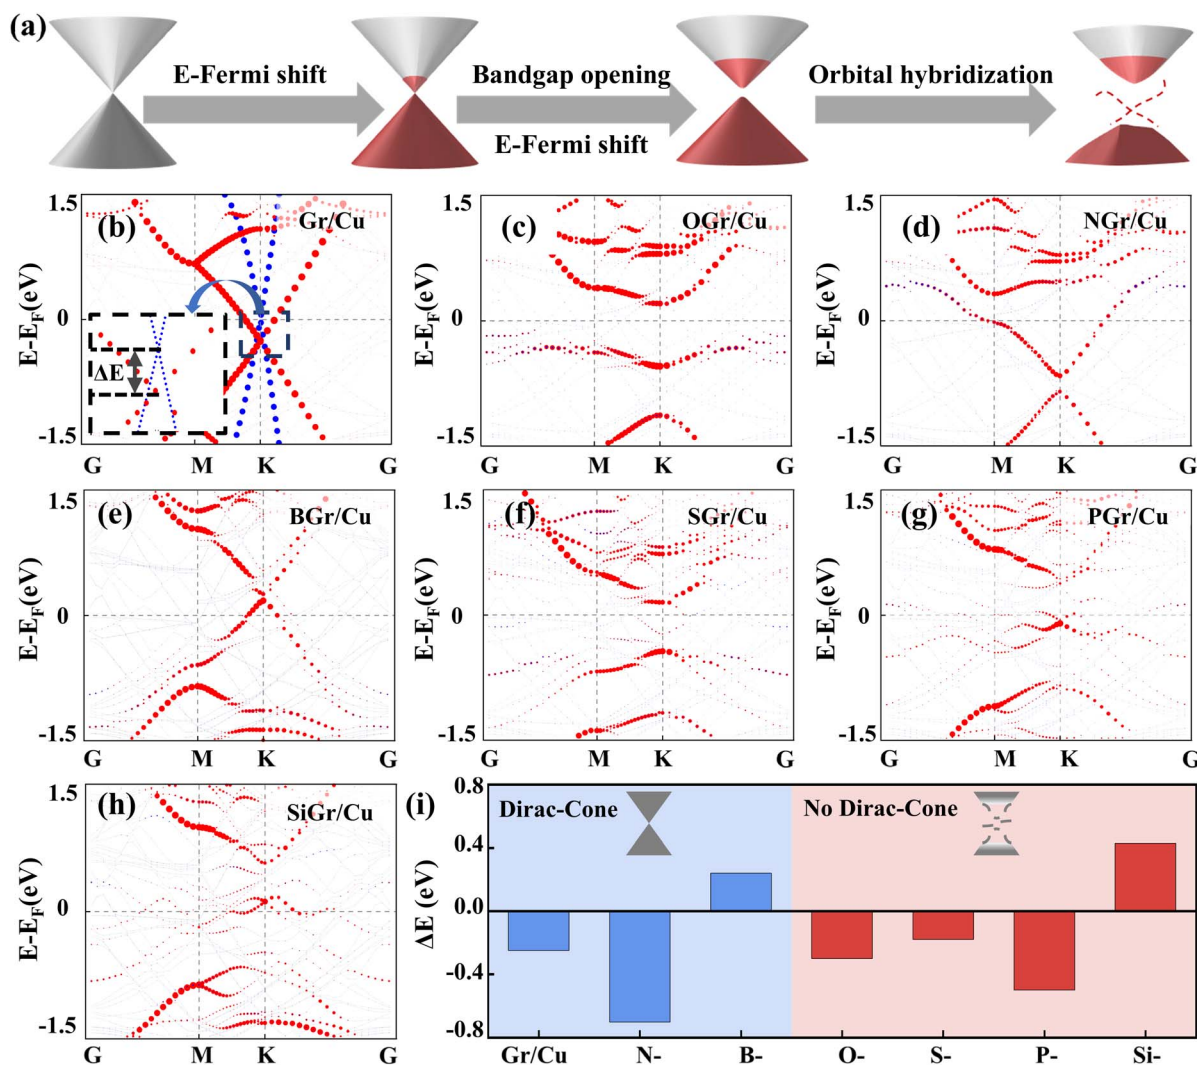 (a)
E-Fermi shift
Bandgap opening
E-Fermi shift
Orbital hybridization
(b)
Gr/Cu
1.5
0
-1.5
E-E_F(eV)
ΔE
G M K G
(c)
OGr/Cu
1.5
0
-1.5
E-E_F(eV)
G M K G
(d)
NGr/Cu
1.5
0
-1.5
E-E_F(eV)
G M K G
(e)
BGr/Cu
1.5
0
-1.5
E-E_F(eV)
G M K G
(f)
SGr/Cu
1.5
0
-1.5
E-E_F(eV)
G M K G
(g)
PGr/Cu
1.5
0
-1.5
E-E_F(eV)
G M K G
(h)
SiGr/Cu
1.5
0
-1.5
E-E_F(eV)
G M K G
(i)
Dirac-Cone
No Dirac-Cone
0.8
0.4
0.0
-0.4
-0.8
ΔE (eV)
Gr/Cu N- B- O- S- P- Si-